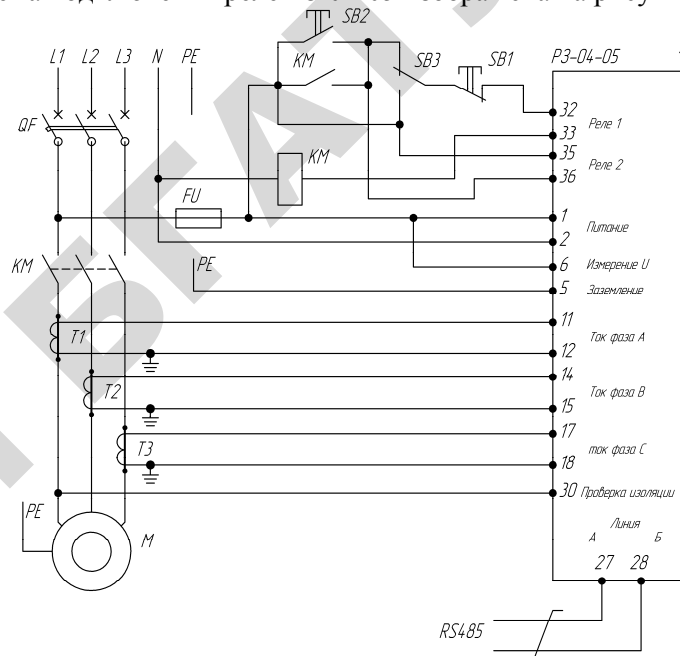 SB2
L1 L2 L3 N PE
KM
SB3
SB1
РЗ-04-05
QF
32
Реле 1
33
35
Реле 2
36
KM
FU
1
Питание
2
KM
PE
6 Измерение U
5 Заземление
11
T1
Ток фаза А
12
14
T2
Ток фаза В
15
17
T3
ток фаза С
18
30 Проверка изоляции
PE
M
Линия
А Б
27 28
RS485
БГАТ